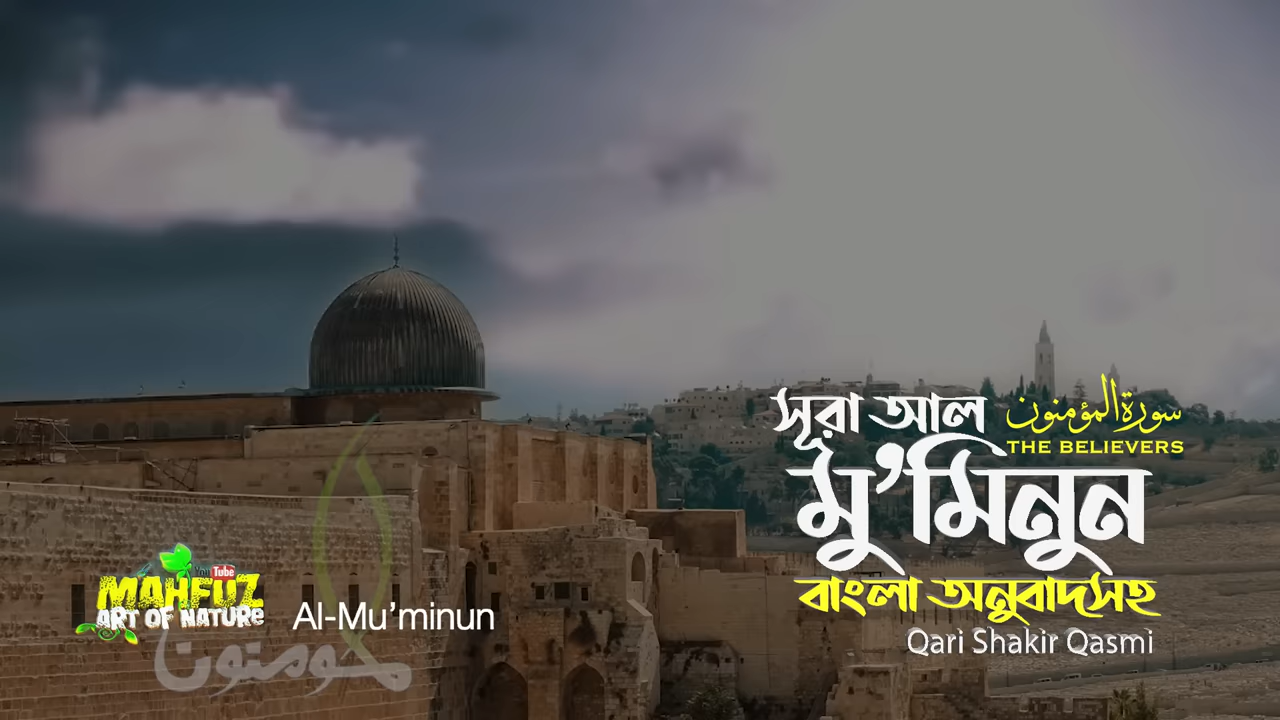 সূরা আল
سورة المؤمنون
THE BELIEVERS
মু'মিনুন
বাংলা অনুবাদসহ
Qari Shakir Qasmi
YouTube
MAHFUZ
ART OF NATURe
Al-Mu'minun